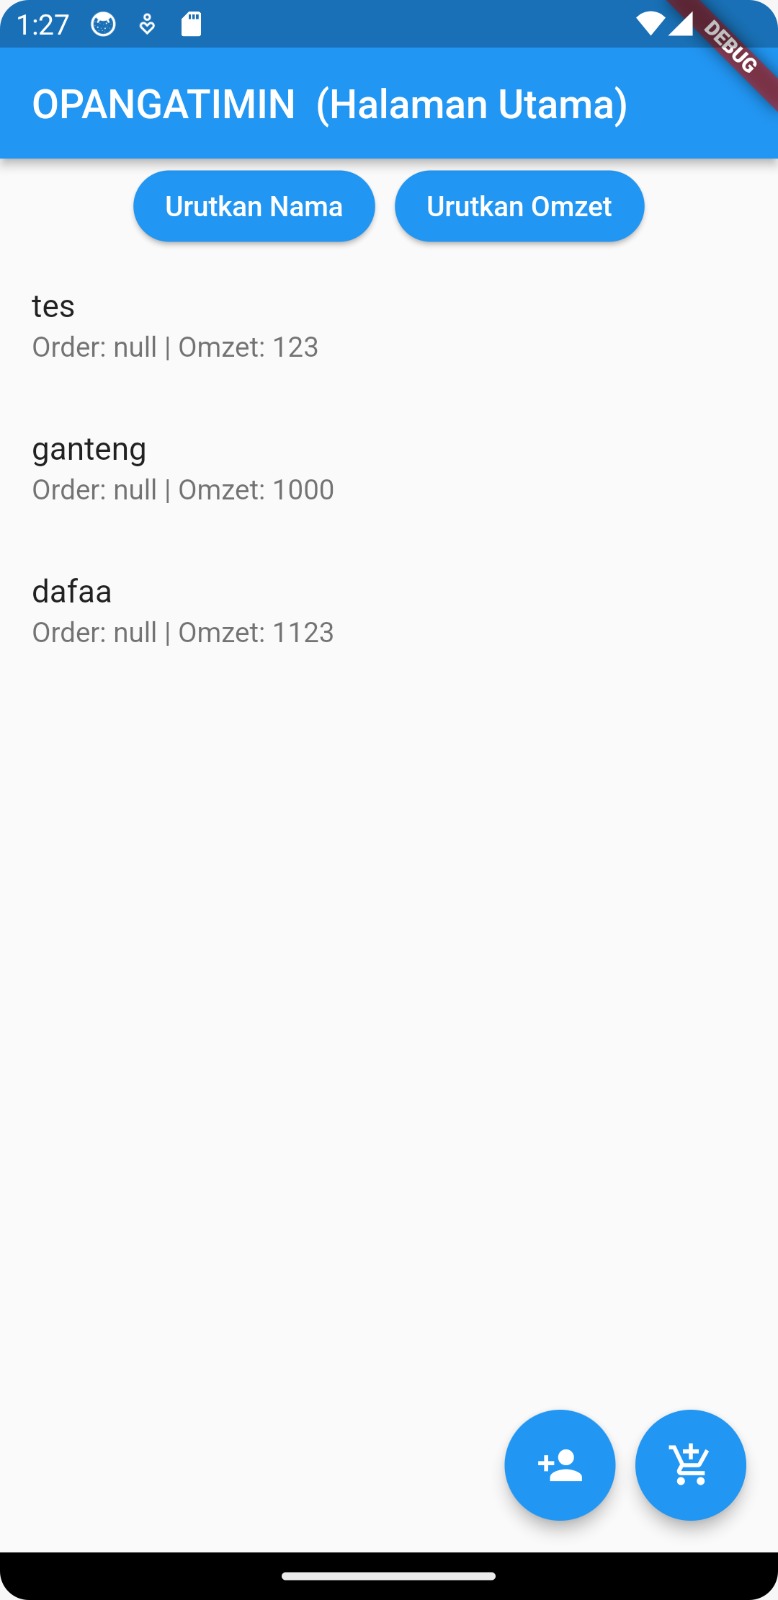 1:27
DEBUG
OPANGATIMIN  (Halaman Utama)
Urutkan Nama
Urutkan Omzet
tes
Order: null | Omzet: 123
ganteng
Order: null | Omzet: 1000
dafaa
Order: null | Omzet: 1123